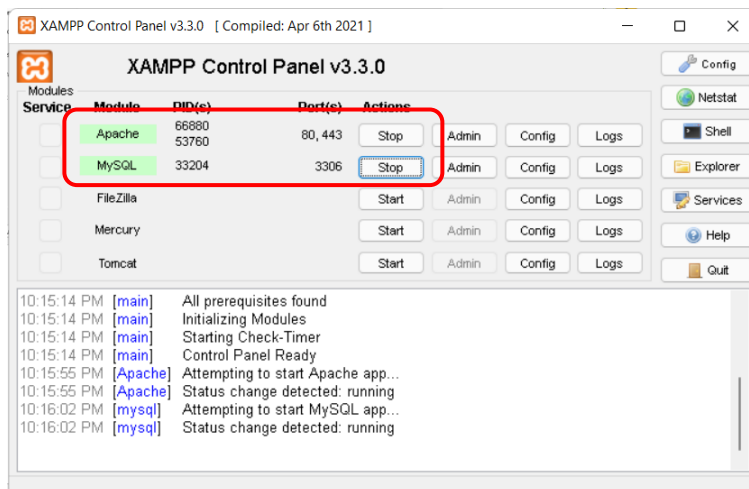 XAMPP Control Panel v3.3.0 [ Compiled: Apr 6th 2021 ]
XAMPP Control Panel v3.3.0
Config
Modules
Service Module PID(s) Port(s) Actions
Netstat
Apache 66880 53760 80, 443 Stop Admin Config Logs
Shell
MySQL 33204 3306 Stop Admin Config Logs
Explorer
FileZilla Start Admin Config Logs
Services
Mercury Start Admin Config Logs
Help
Tomcat Start Admin Config Logs
Quit
10:15:14 PM [main] All prerequisites found
10:15:14 PM [main] Initializing Modules
10:15:14 PM [main] Starting Check-Timer
10:15:14 PM [main] Control Panel Ready
10:15:55 PM [Apache] Attempting to start Apache app...
10:15:55 PM [Apache] Status change detected: running
10:16:02 PM [mysql] Attempting to start MySQL app...
10:16:02 PM [mysql] Status change detected: running